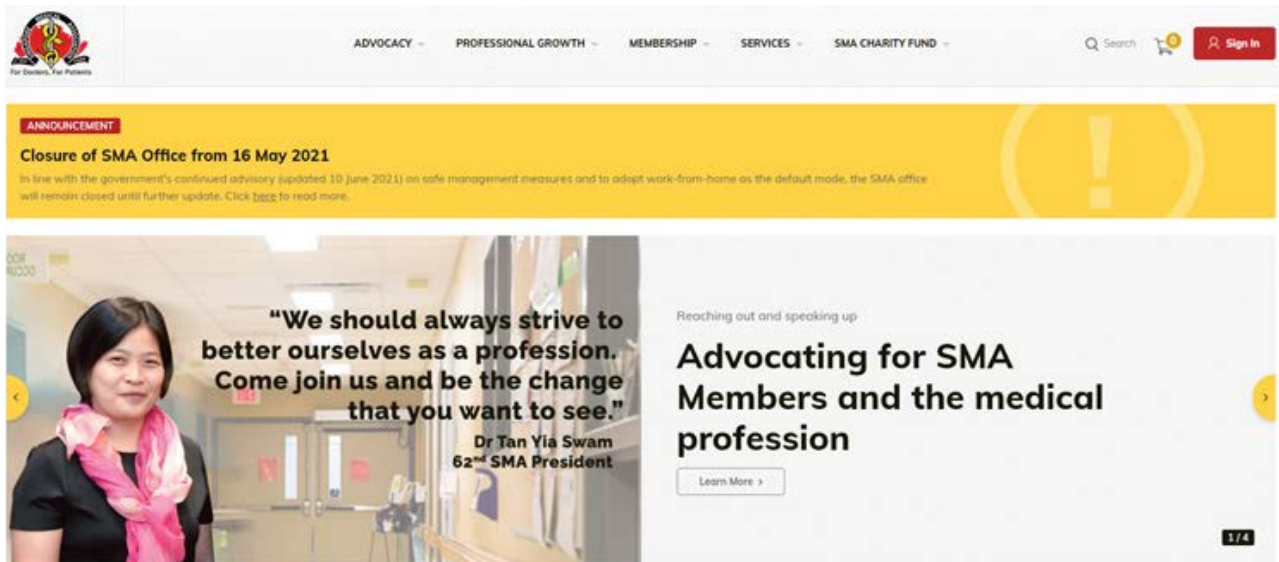 For Doctors, For Patients
ADVOCACY
PROFESSIONAL GROWTH
MEMBERSHIP
SERVICES
SMA CHARITY FUND
Search
0
Sign In
ANNOUNCEMENT
Closure of SMA Office from 16 May 2021
In line with the government's continued advisory (updated 10 June 2021) on safe management measures and to adopt work-from-home as the default mode, the SMA office
will remain closed until further update. Click here to read more.
“We should always strive to
better ourselves as a profession.
Come join us and be the change
that you want to see.”
Dr Tan Yia Swam
62nd SMA President
Reaching out and speaking up
Advocating for SMA
Members and the medical
profession
Learn More >
1/4